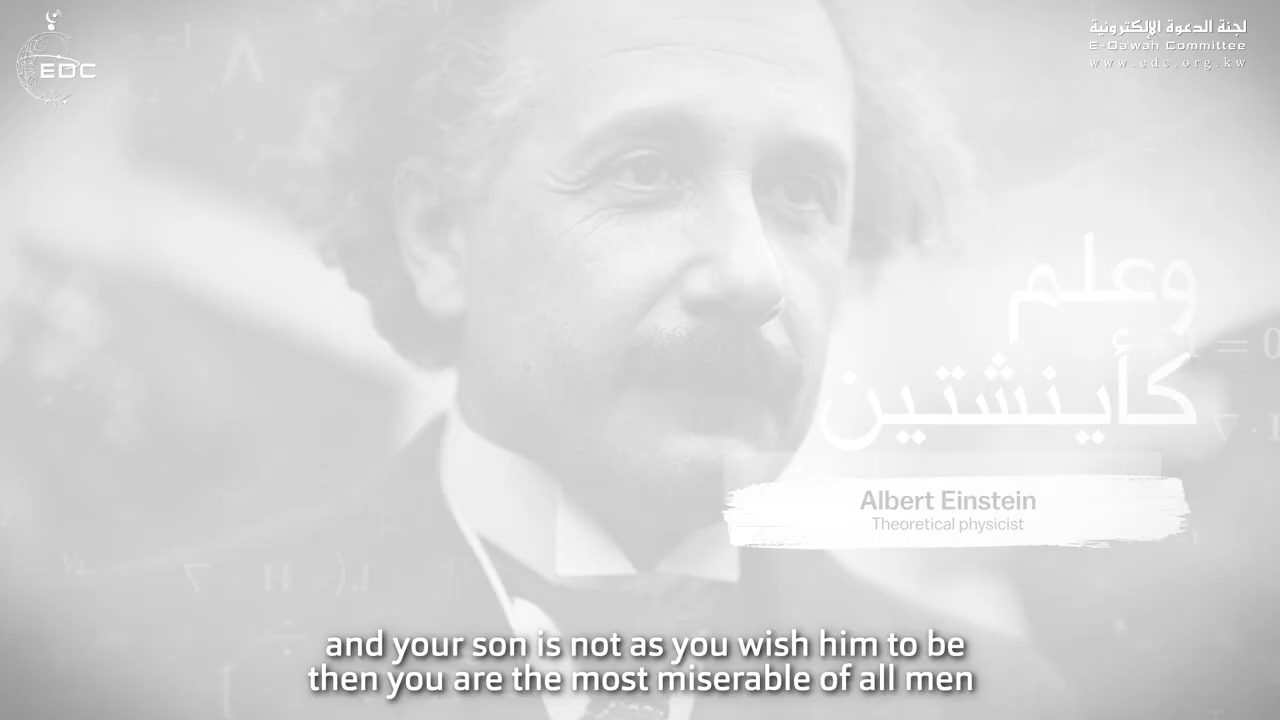 EDC
لجنة الدعوة الإلكترونية
E-Da'wah Committee
www.edc.org.kw
وعلم
كأينشتين
Albert Einstein
Theoretical physicist
and your son is not as you wish him to be
then you are the most miserable of all men